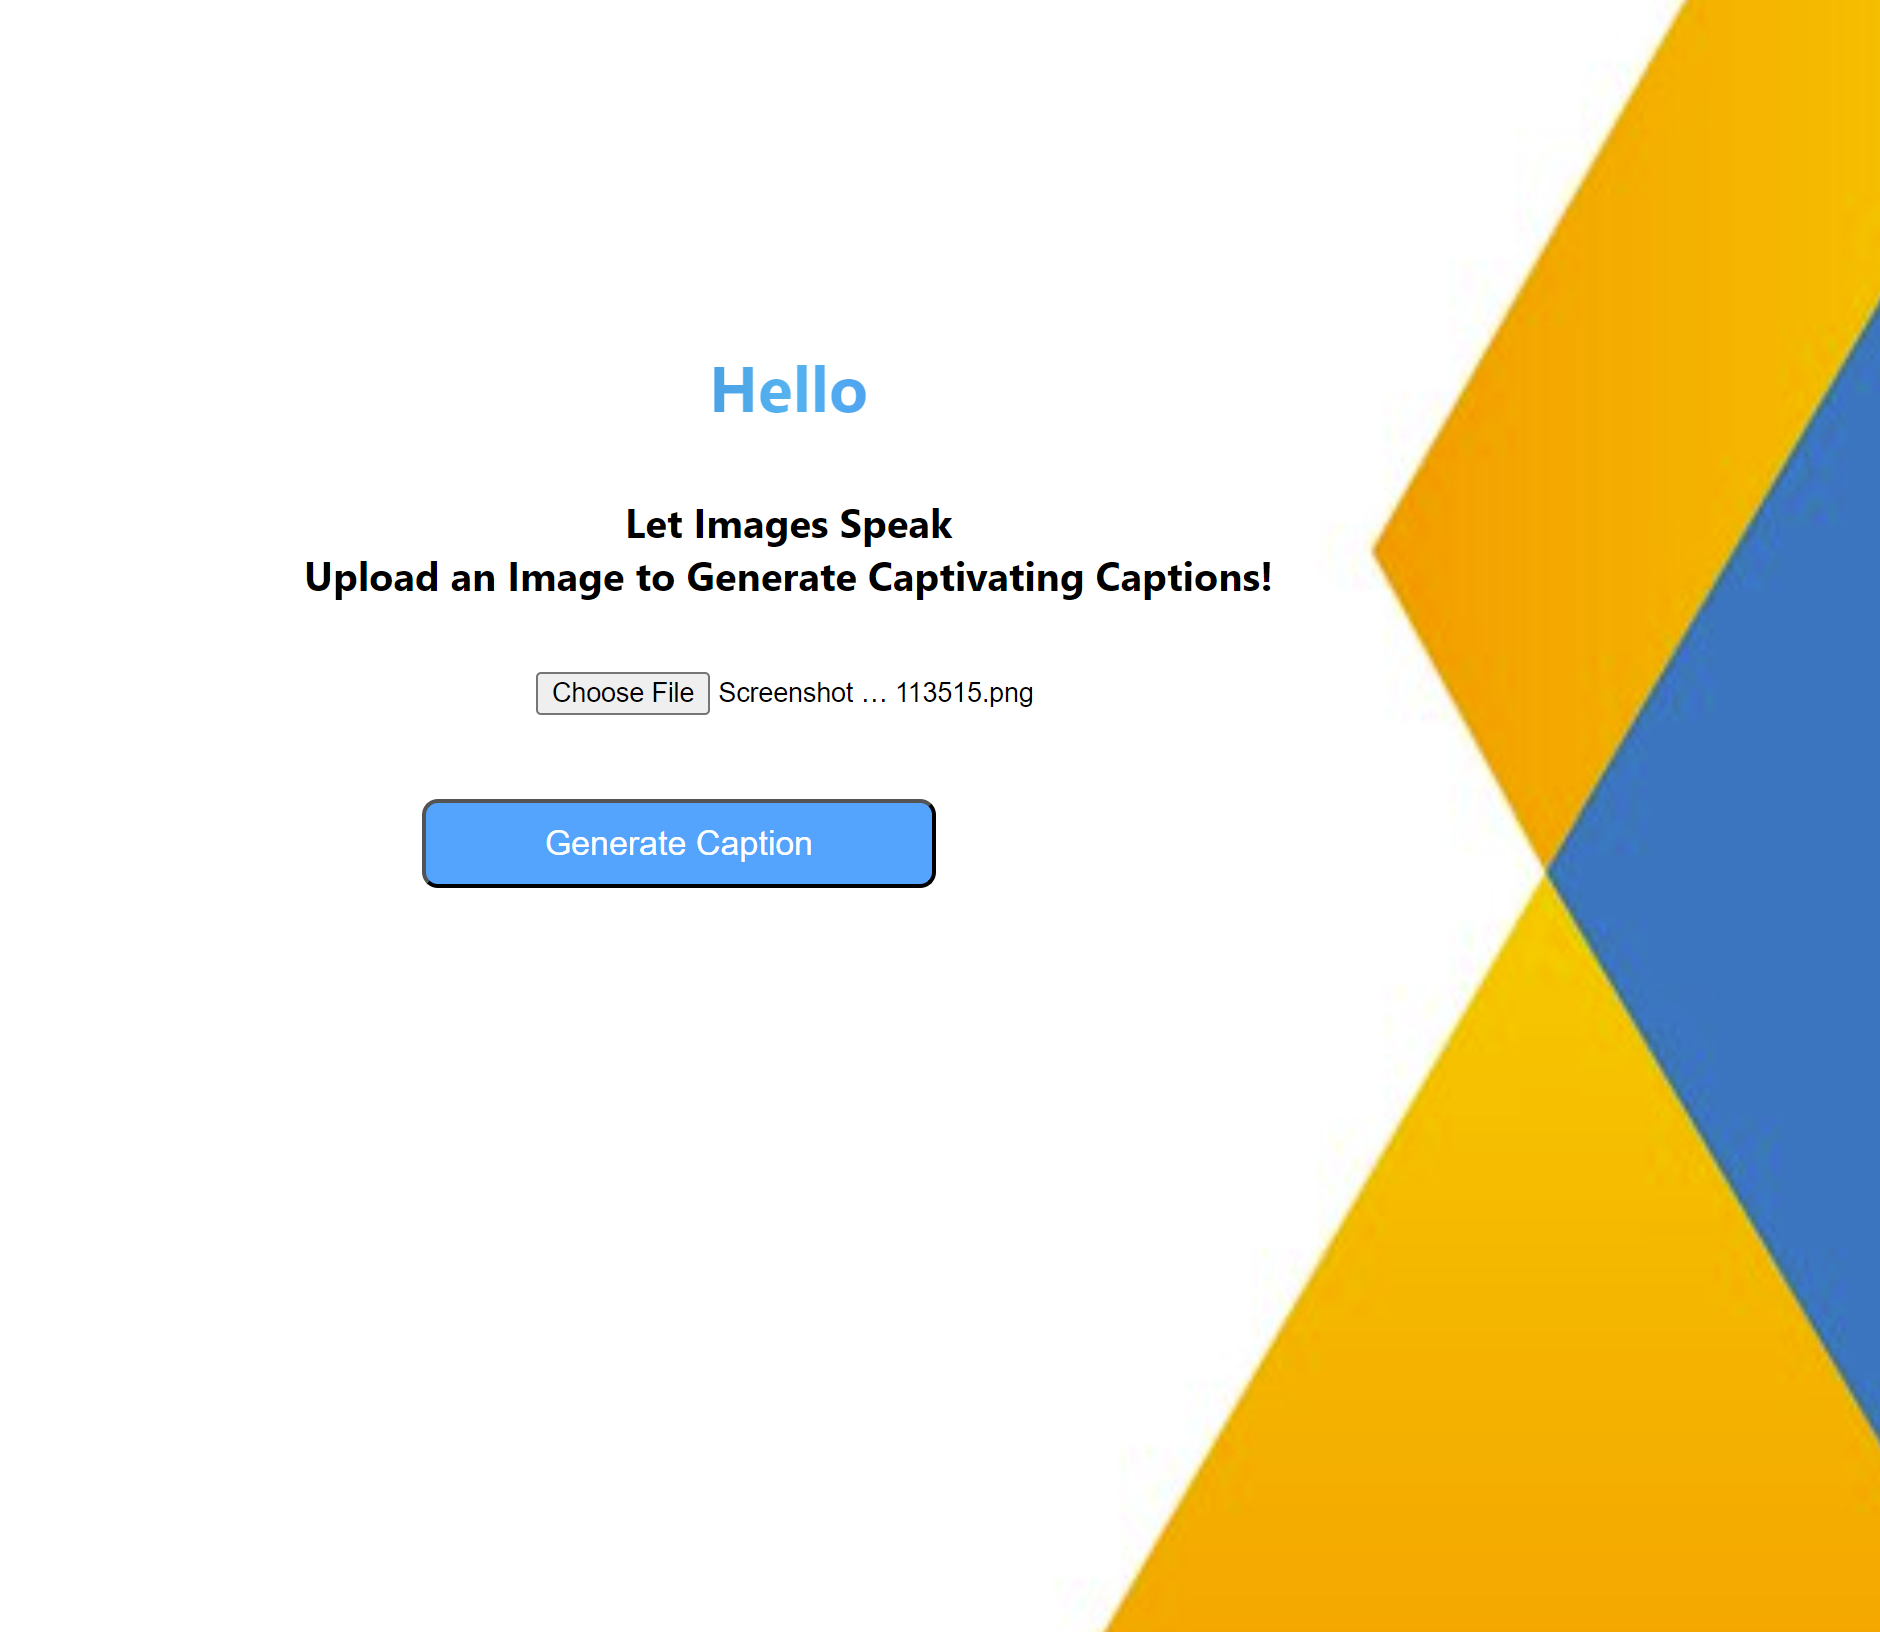 Hello
Let Images Speak
Upload an Image to Generate Captivating Captions!
Choose File Screenshot ... 113515.png
Generate Caption